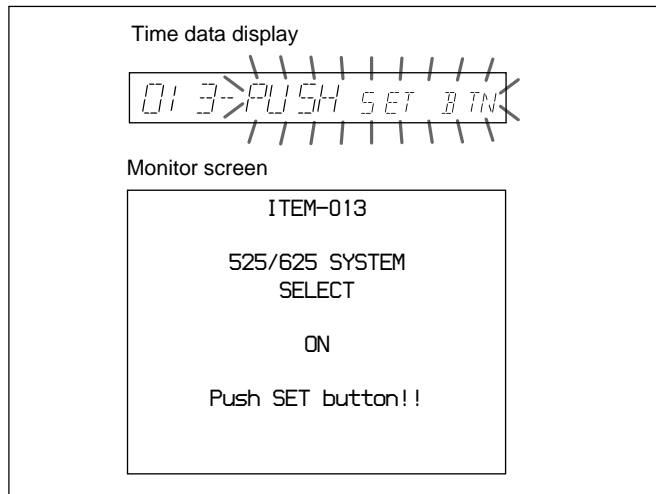 Time data display
013-PUSH SET BTN
Monitor screen
ITEM-013
525/625 SYSTEM
SELECT
ON
Push SET button!!